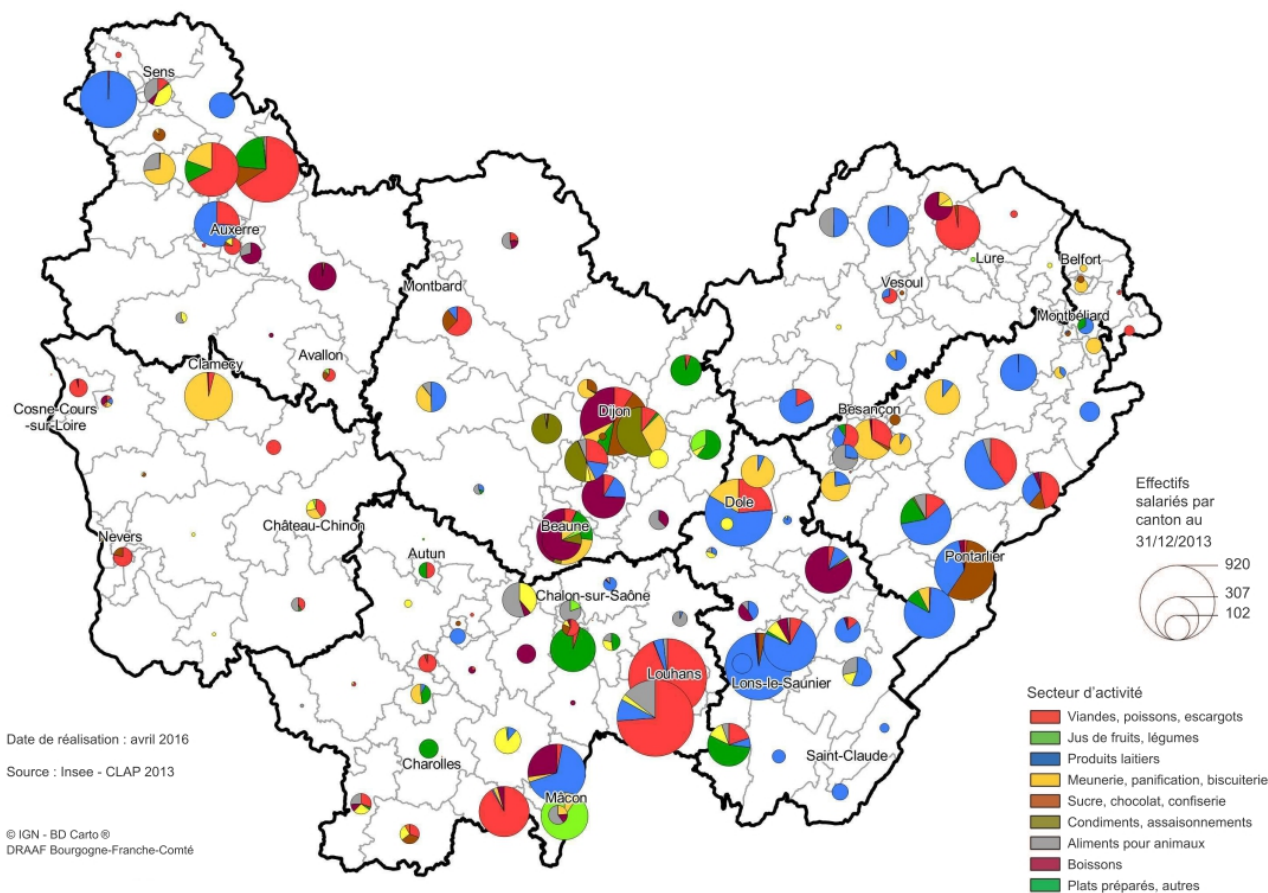 Sens
Auxerre
Montbard
Lure
Belfort
Vesoul
Montbéliard
Avallon
Clamecy
Cosne-Cours
-sur-Loire
Dijon
Besançon
Château-Chinon
Dole
Nevers
Beaune
Autun
Pontarlier
Chalon-sur-Saône
Louhans
Lons-le-Saunier
Charolles
Saint-Claude
Mâcon
Effectifs
salariés par
canton au
31/12/2013
920
307
102
Secteur d'activité
Viandes, poissons, escargots
Jus de fruits, légumes
Produits laitiers
Meunerie, panification, biscuiterie
Sucre, chocolat, confiserie
Condiments, assaisonnements
Aliments pour animaux
Boissons
Plats préparés, autres
Date de réalisation : avril 2016
Source : Insee - CLAP 2013
© IGN - BD Carto ®
DRAAF Bourgogne-Franche-Comté